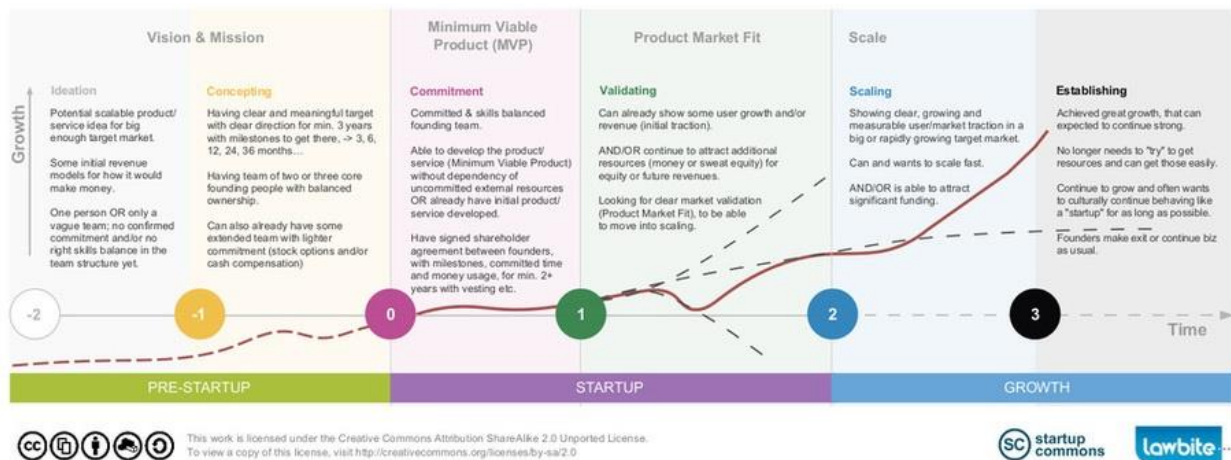 Vision & Mission
Minimum Viable
Product (MVP)
Product Market Fit
Scale
Growth
Ideation
Potential scalable product/
service idea for big
enough target market.
Some initial revenue
models for how it would
make money.
One person OR only a
vague team; no confirmed
commitment and/or no
right skills balance in the
team structure yet.
Concepting
Having clear and meaningful target
with clear direction for min. 3 years
with milestones to get there, -> 3, 6,
12, 24, 36 months...
Having team of two or three core
founding people with balanced
ownership.
Can also already have some
extended team with lighter
commitment (stock options and/or
cash compensation)
Commitment
Committed & skills balanced
founding team.
Able to develop the product/
service (Minimum Viable Product)
without dependency of
uncommitted external resources
OR already have initial product/
service developed.
Have signed shareholder
agreement between founders,
with milestones, committed time
and money usage, for min. 2+
years with vesting etc.
Validating
Can already show some user growth and/or
revenue (initial traction).
AND/OR continue to attract additional
resources (money or sweat equity) for
equity or future revenues.
Looking for clear market validation
(Product Market Fit), to be able
to move into scaling.
Scaling
Showing clear, growing and
measurable user/market traction in a
big or rapidly growing target market.
Can and wants to scale fast.
AND/OR is able to attract
significant funding.
Establishing
Achieved great growth, that can
expected to continue strong.
No longer needs to "try" to get
resources and can get those easily.
Continue to grow and often wants
to culturally continue behaving like
a "startup" for as long as possible.
Founders make exit or continue biz
as usual.
-2
-1
0
1
2
3
Time
PRE-STARTUP
STARTUP
GROWTH
cc
This work is licensed under the Creative Commons Attribution ShareAlike 2.0 Unported License.
To view a copy of this license, visit http://creativecommons.org/licenses/by-sa/2.0
SC startup
commons
lawbite